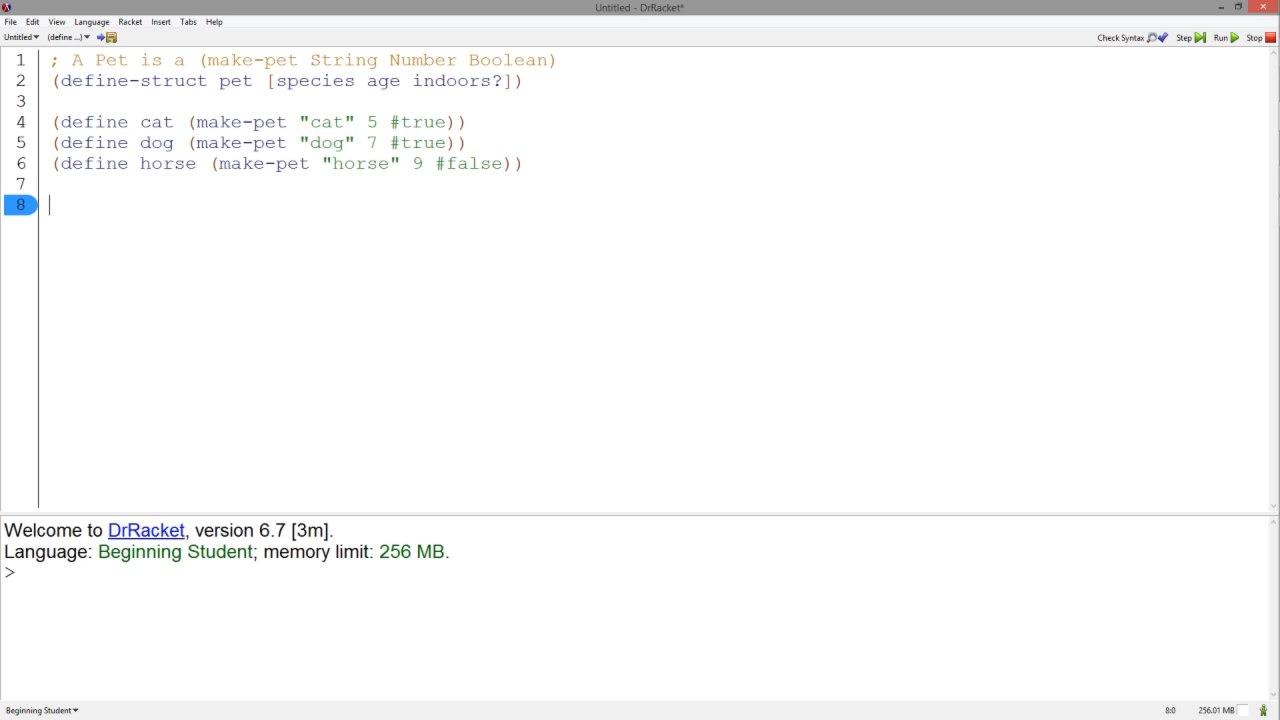 Untitled - DrRacket*
File Edit View Language Racket Insert Tabs Help
Untitled (define ...) Check Syntax Step Run Stop
1 ; A Pet is a (make-pet String Number Boolean)
2 (define-struct pet [species age indoors?])
3
4 (define cat (make-pet "cat" 5 #true))
5 (define dog (make-pet "dog" 7 #true))
6 (define horse (make-pet "horse" 9 #false))
7
8
Welcome to DrRacket, version 6.7 [3m].
Language: Beginning Student; memory limit: 256 MB.
>
Beginning Student 8:0 256.01 MB